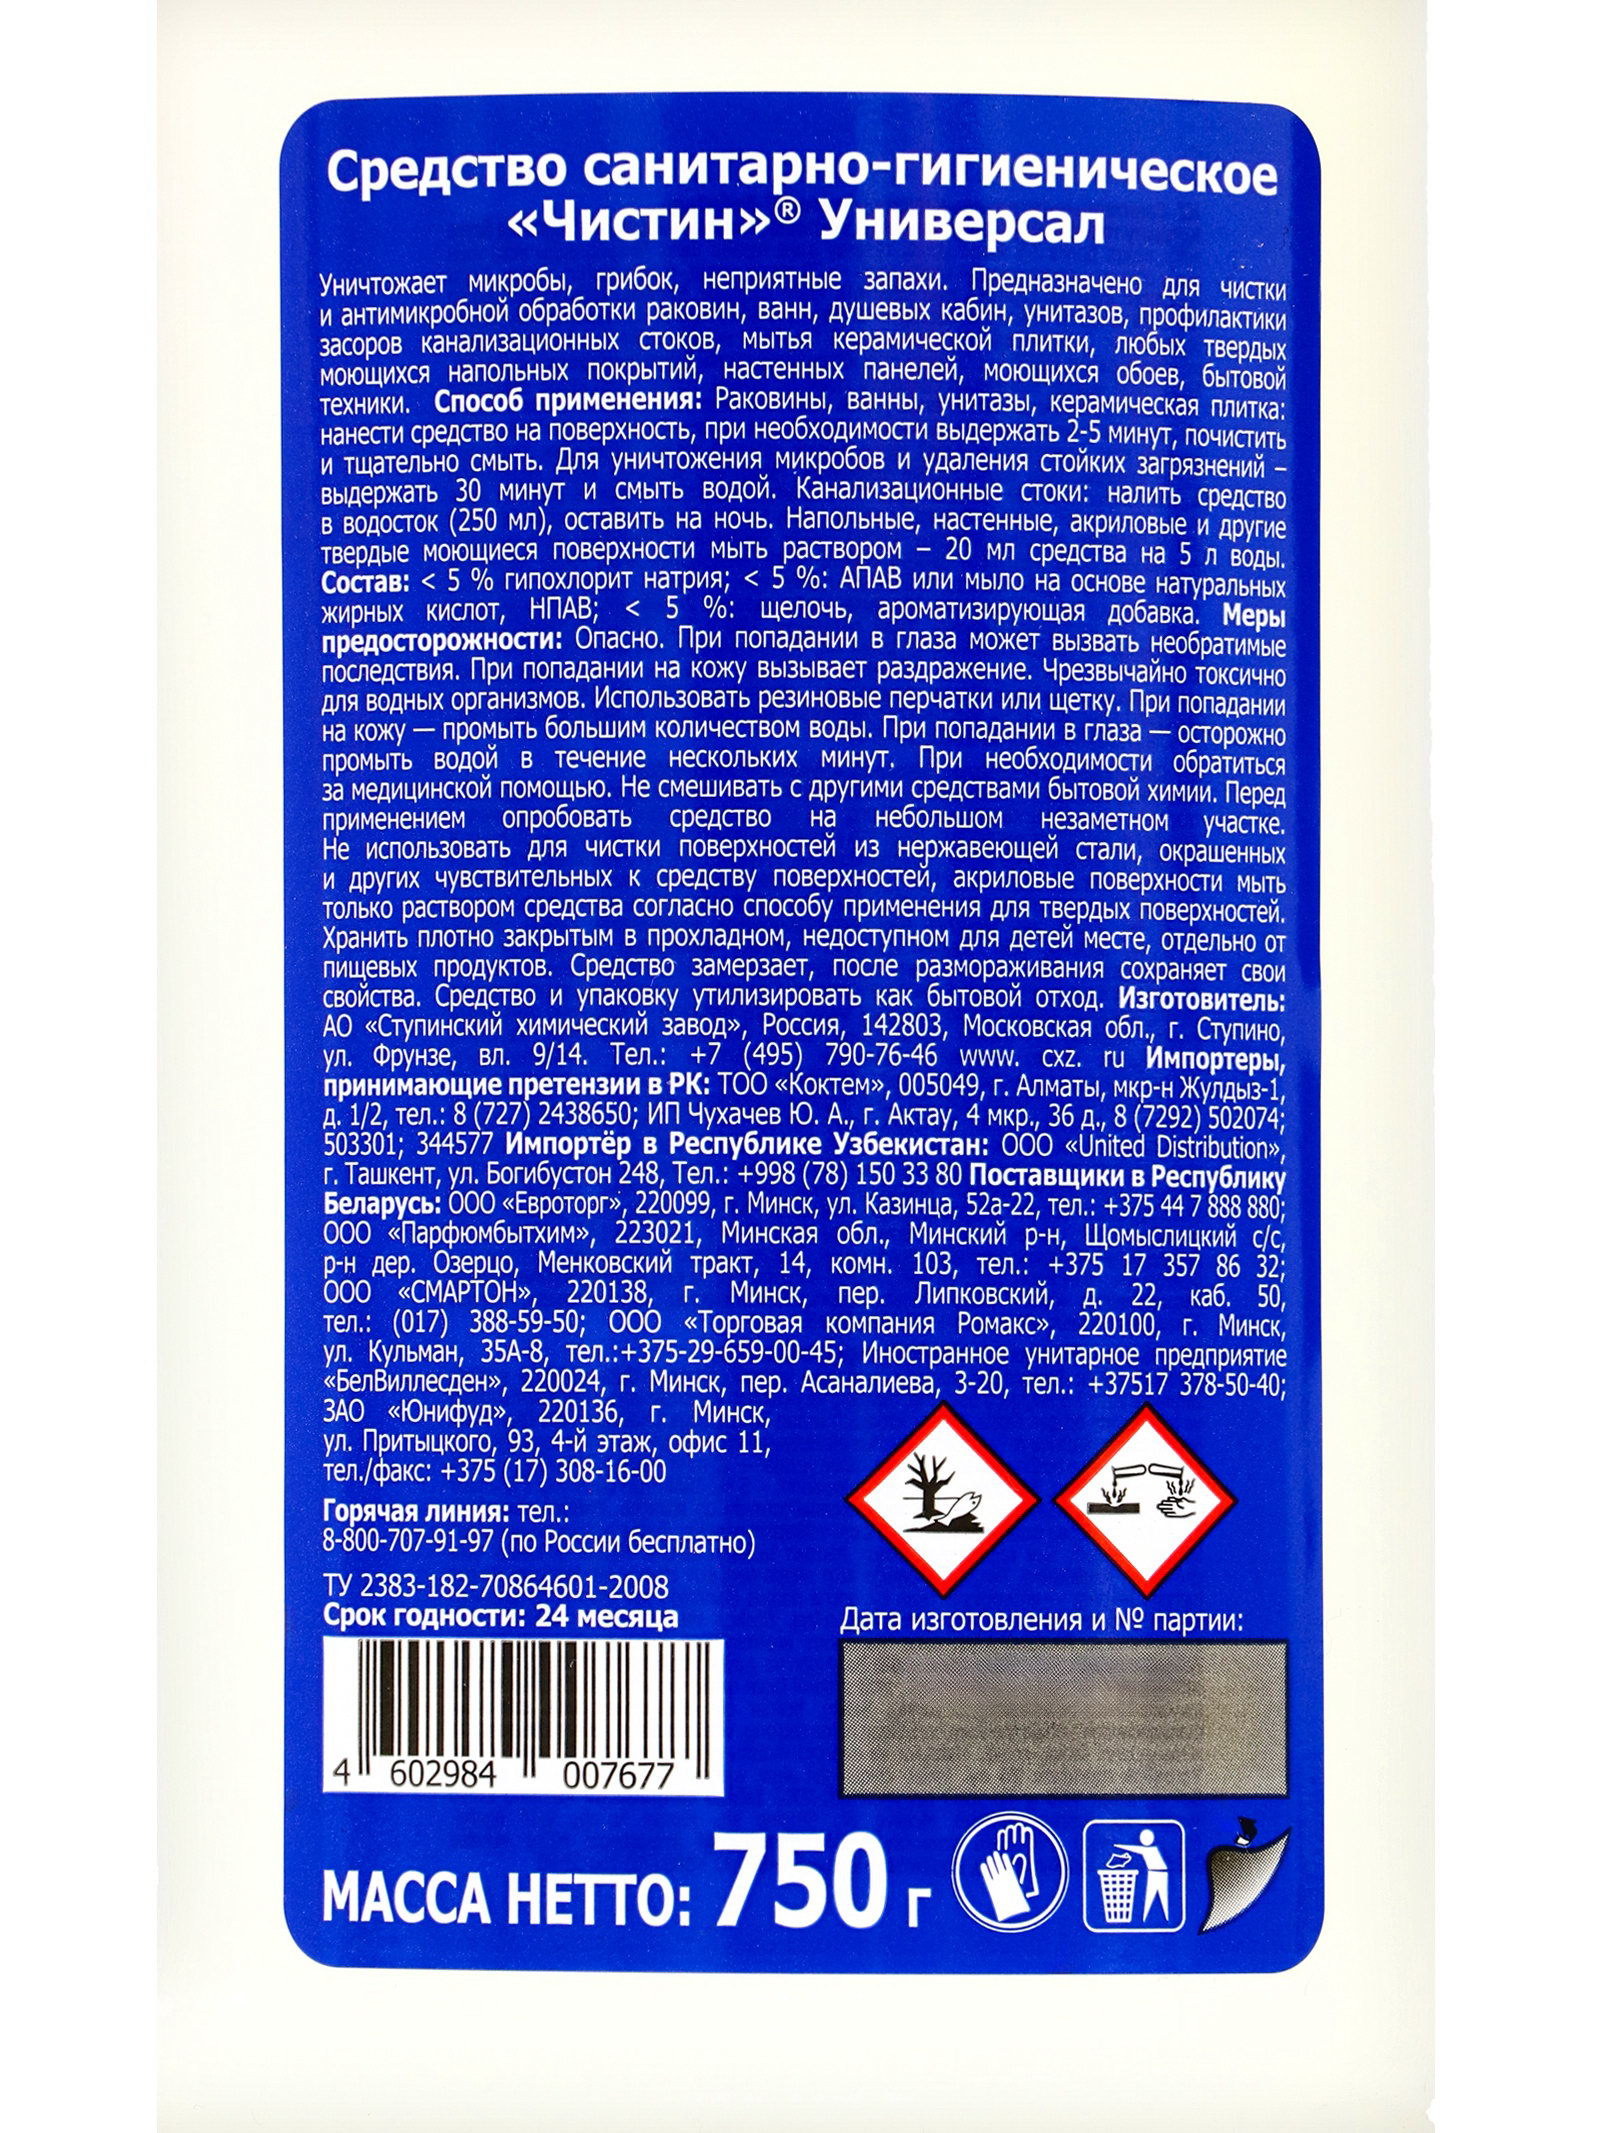 Средство санитарно-гигиеническое
«Чистин»® Универсал
Уничтожает микробы, грибок, неприятные запахи. Предназначено для чистки
и антимикробной обработки раковин, ванн, душевых кабин, унитазов, профилактики
засоров канализационных стоков, мытья керамической плитки, любых твердых
моющихся напольных покрытий, настенных панелей, моющихся обоев, бытовой
техники. Способ применения: Раковины, ванны, унитазы, керамическая плитка:
нанести средство на поверхность, при необходимости выдержать 2-5 минут, почистить
и тщательно смыть. Для уничтожения микробов и удаления стойких загрязнений –
выдержать 30 минут и смыть водой. Канализационные стоки: налить средство
в водосток (250 мл), оставить на ночь. Напольные, настенные, акриловые и другие
твердые моющиеся поверхности мыть раствором – 20 мл средства на 5 л воды.
Состав: < 5 % гипохлорит натрия; < 5 %: АПАВ или мыло на основе натуральных
жирных кислот, НПАВ; < 5 %: щелочь, ароматизирующая добавка. Меры
предосторожности: Опасно. При попадании в глаза может вызвать необратимые
последствия. При попадании на кожу вызывает раздражение. Чрезвычайно токсично
для водных организмов. Использовать резиновые перчатки или щетку. При попадании
на кожу — промыть большим количеством воды. При попадании в глаза — осторожно
промыть водой в течение нескольких минут. При необходимости обратиться
за медицинской помощью. Не смешивать с другими средствами бытовой химии. Перед
применением опробовать средство на небольшом незаметном участке.
Не использовать для чистки поверхностей из нержавеющей стали, окрашенных
и других чувствительных к средству поверхностей, акриловые поверхности мыть
только раствором средства согласно способу применения для твердых поверхностей.
Хранить плотно закрытым в прохладном, недоступном для детей месте, отдельно от
пищевых продуктов. Средство замерзает, после размораживания сохраняет свои
свойства. Средство и упаковку утилизировать как бытовой отход. Изготовитель:
АО «Ступинский химический завод», Россия, 142803, Московская обл., г. Ступино,
ул. Фрунзе, вл. 9/14. Тел.: +7 (495) 790-76-46 www. cxz. ru Импортеры,
принимающие претензии в РК: ТОО «Коктем», 005049, г. Алматы, мкр-н Жулдыз-1,
д. 1/2, тел.: 8 (727) 2438650; ИП Чухачев Ю. А., г. Актау, 4 мкр., 36 д., 8 (7292) 502074;
503301; 344577 Импортёр в Республике Узбекистан: ООО «United Distribution»,
г. Ташкент, ул. Богибустон 248, Тел.: +998 (78) 150 33 80 Поставщики в Республику
Беларусь: ООО «Евроторг», 220099, г. Минск, ул. Казинца, 52а-22, тел.: +375 44 7 888 880;
ООО «Парфюмбытхим», 223021, Минская обл., Минский р-н, Щомыслицкий с/с,
р-н дер. Озерцо, Менковский тракт, 14, комн. 103, тел.: +375 17 357 86 32;
ООО «СМАРТОН», 220138, г. Минск, пер. Липковский, д. 22, каб. 50,
тел.: (017) 388-59-50; ООО «Торговая компания Ромакс», 220100, г. Минск,
ул. Кульман, 35А-8, тел.:+375-29-659-00-45; Иностранное унитарное предприятие
«БелВиллесден», 220024, г. Минск, пер. Асаналиева, 3-20, тел.: +37517 378-50-40;
ЗАО «Юнифуд», 220136, г. Минск,
ул. Притыцкого, 93, 4-й этаж, офис 11,
тел./факс: +375 (17) 308-16-00
Горячая линия: тел.:
8-800-707-91-97 (по России бесплатно)
ТУ 2383-182-70864601-2008
Срок годности: 24 месяца
Дата изготовления и № партии:
4 602984 007677
МАССА НЕТТО: 750 г